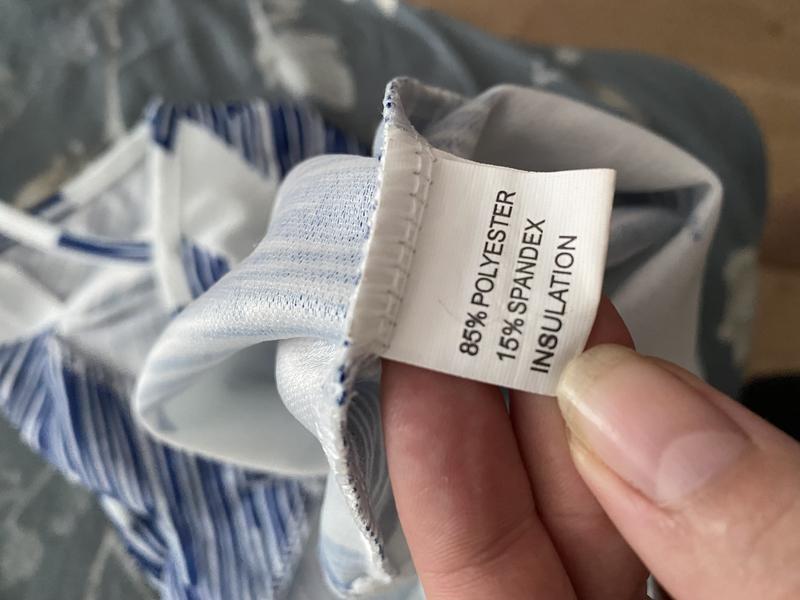 85% POLYESTER
15% SPANDEX
INSULATION